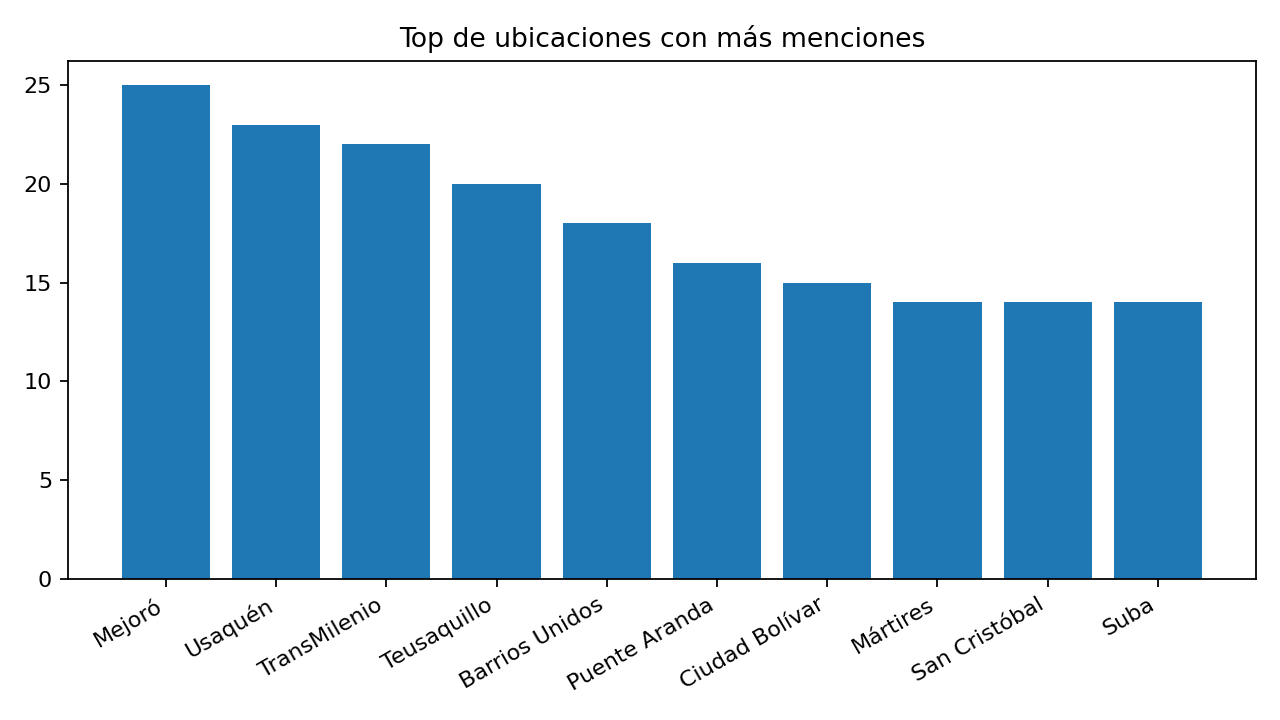 Top de ubicaciones con más menciones
25
20
15
10
5
0
Mejoró
Usaquén
TransMilenio
Teusaquillo
Barrios Unidos
Puente Aranda
Ciudad Bolívar
Mártires
San Cristóbal
Suba